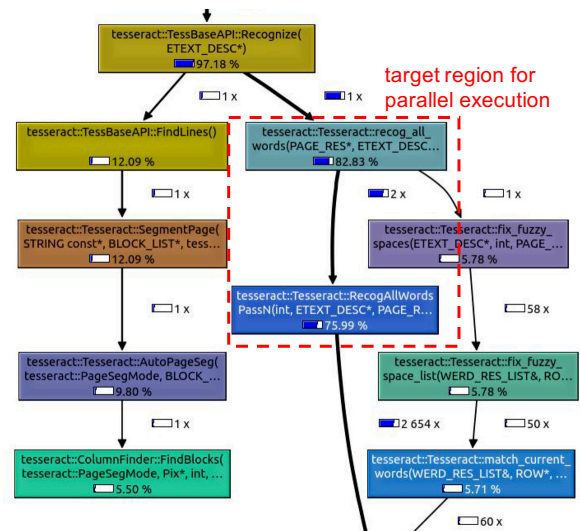 tesseract::TessBaseAPI::Recognize(
ETEXT_DESC*)
97.18 %
target region for
parallel execution
1 x
1 x
tesseract::TessBaseAPI::FindLines()
12.09 %
tesseract::Tesseract::recog_all_
words(PAGE_RES*, ETEXT_DESC...
82.83 %
1 x
2 x
1 x
tesseract::Tesseract::SegmentPage(
STRING const*, BLOCK_LIST*, tess...
12.09 %
tesseract::Tesseract::fix_fuzzy_
spaces(ETEXT_DESC*, int, PAGE_...
5.78 %
1 x
tesseract::Tesseract::RecogAllWords
PassN(int, ETEXT_DESC*, PAGE_R...
75.99 %
58 x
tesseract::Tesseract::AutoPageSeg(
tesseract::PageSegMode, BLOCK_...
9.80 %
tesseract::Tesseract::fix_fuzzy_
space_list(WERD_RES_LIST&, RO...
5.78 %
1 x
2 654 x
50 x
tesseract::ColumnFinder::FindBlocks(
tesseract::PageSegMode, Pix*, int, ...
5.50 %
tesseract::Tesseract::match_current_
words(WERD_RES_LIST&, ROW*, ...
5.71 %
60 x